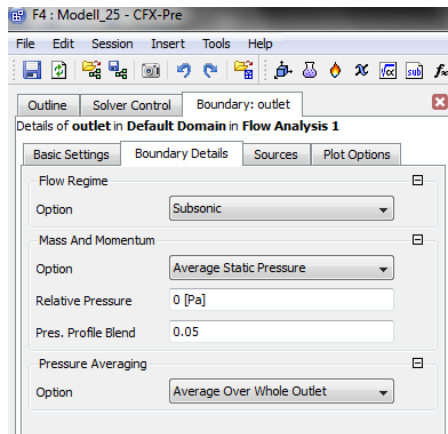 F4 : Modell_25 - CFX-Pre
File Edit Session Insert Tools Help
Outline Solver Control Boundary: outlet
Details of outlet in Default Domain in Flow Analysis 1
Basic Settings Boundary Details Sources Plot Options
Flow Regime
Option Subsonic
Mass And Momentum
Option Average Static Pressure
Relative Pressure 0 [Pa]
Pres. Profile Blend 0.05
Pressure Averaging
Option Average Over Whole Outlet